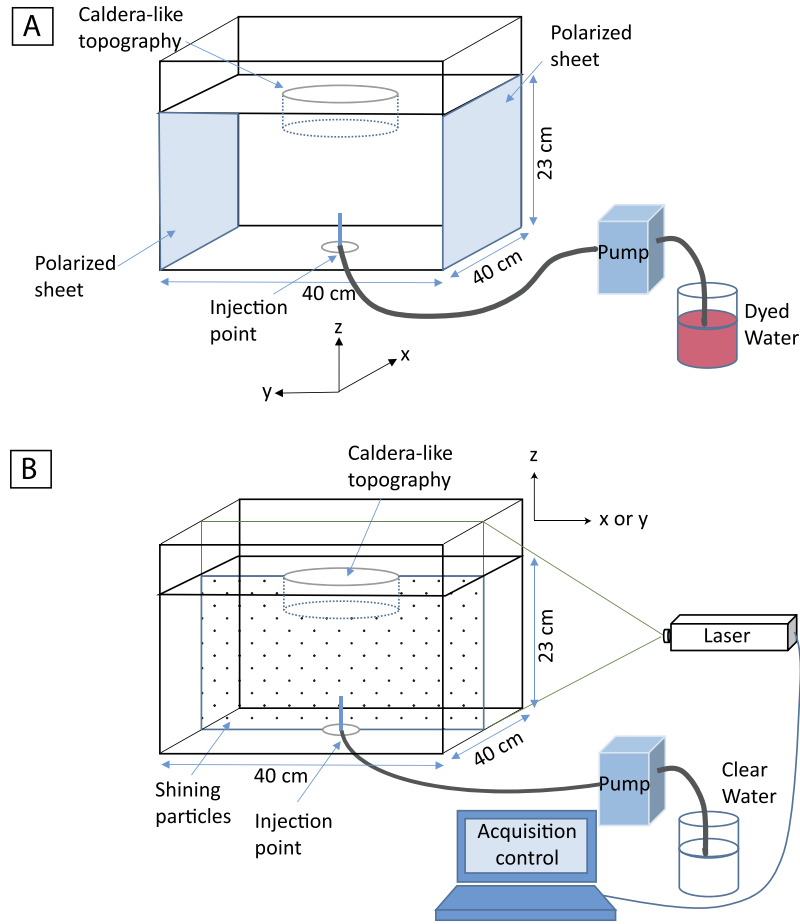 A
Caldera-like
topography
Polarized
sheet
23 cm
Polarized
sheet
40 cm
40 cm
Injection
point
Pump
Dyed
Water
z
x
y
B
Caldera-like
topography
z
x or y
Laser
23 cm
40 cm
40 cm
Shining
particles
Injection
point
Pump
Clear
Water
Acquisition
control